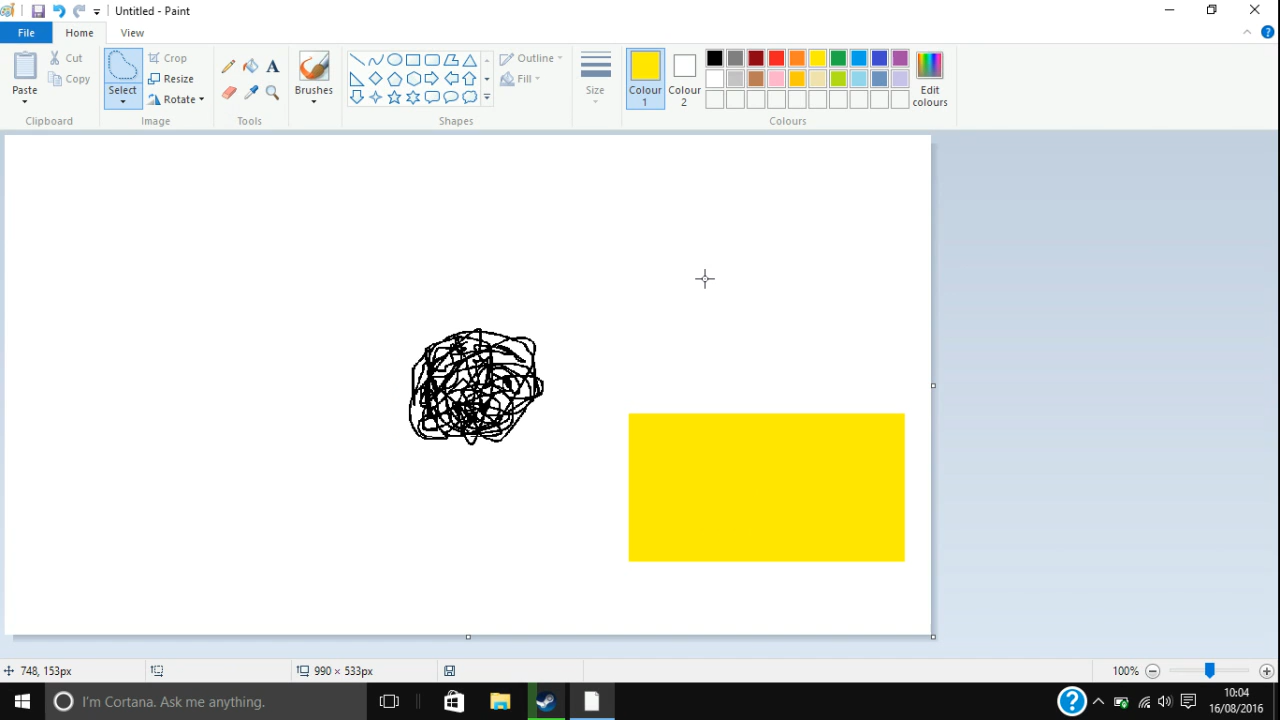 Untitled - Paint
File Home View
Paste
Cut
Copy
Clipboard
Select
Crop
Resize
Rotate
Image
A
Tools
Brushes
Shapes
Outline
Fill
Size
Colour 1
Colour 2
Edit colours
Colours
748, 153px
990 × 533px
100%
I'm Cortana. Ask me anything.
10:04
16/08/2016